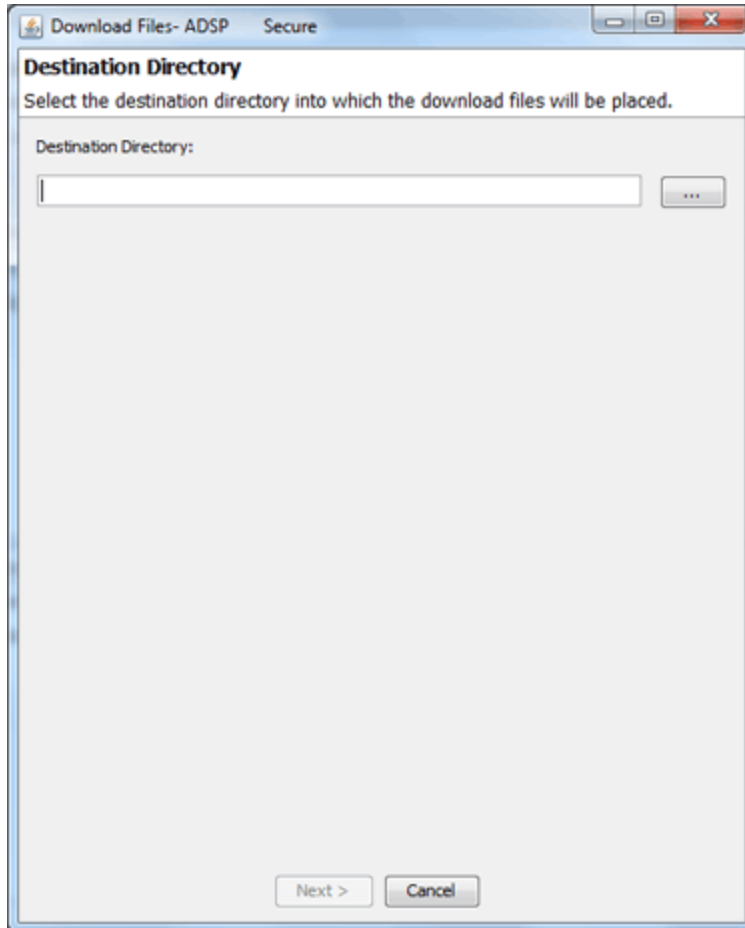 Download Files- ADSP Secure
Destination Directory
Select the destination directory into which the download files will be placed.
Destination Directory:
...
Next > Cancel